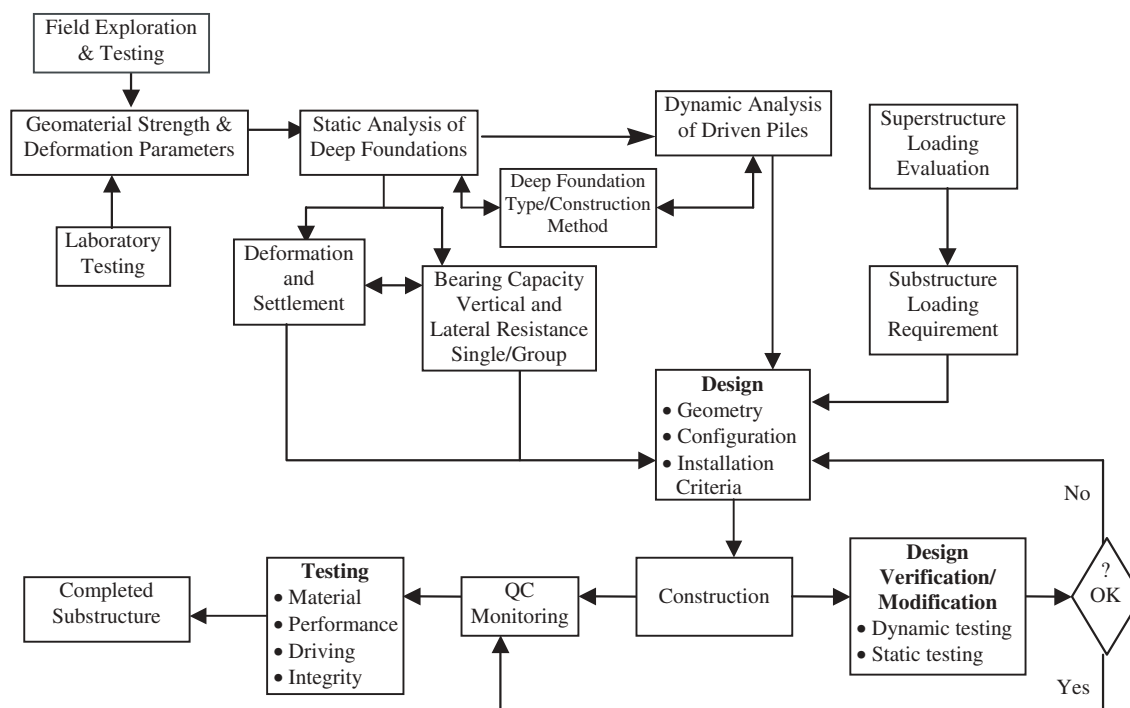 Field Exploration
& Testing
Geomaterial Strength &
Deformation Parameters
Laboratory
Testing
Static Analysis of
Deep Foundations
Dynamic Analysis
of Driven Piles
Superstructure
Loading
Evaluation
Deep Foundation
Type/Construction
Method
Deformation
and
Settlement
Bearing Capacity
Vertical and
Lateral Resistance
Single/Group
Substructure
Loading
Requirement
Design
• Geometry
• Configuration
• Installation
Criteria
No
Completed
Substructure
Testing
• Material
• Performance
• Driving
• Integrity
QC
Monitoring
Construction
Design
Verification/
Modification
• Dynamic testing
• Static testing
?
OK
Yes